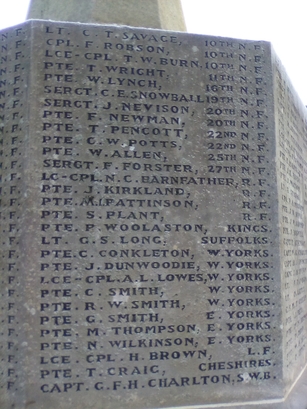 LT. C. T. SAVAGE, 10TH N.F.
CPL. F. ROBSON, 10TH N.F.
LCE-CPL. T. W. BURN, 10TH N.F.
PTE. T. WRIGHT, 11TH N.F.
PTE. W. LYNCH, 16TH N.F.
SERGT. C. E. SNOWBALL 19TH N.F.
SERGT. J. NEVISON, 20TH N.F.
PTE. F. NEWMAN, 20TH N.F.
PTE. T. PENCOTT, 22ND N.F.
PTE. G. W. POTTS, 22ND N.F.
PTE. W. ALLEN, 25TH N.F.
SERGT. F. FORSTER, 27TH N.F.
LC-CPL. N. C. BARNFATHER, R.F.
PTE. J. KIRKLAND, R.F.
PTE. M. PATTINSON, R.F.
PTE. S. PLANT, R.F.
PTE. P. WOOLASTON, KINGS.
LT. G. S. LONG, SUFFOLKS.
PTE. C. CONKLETON, W. YORKS.
PTE. J. DUNWOODIE, W. YORKS.
LCE-CPL. A. L. LOWES, W. YORKS.
PTE. C. SMITH, W. YORKS.
PTE. R. W. SMITH, W. YORKS.
PTE. G. SMITH, E. YORKS.
PTE. M. THOMPSON, E. YORKS.
PTE. N. WILKINSON, E. YORKS.
LCE. CPL. H. BROWN, L.F.
PTE. T. CRAIG, CHESHIRES.
CAPT. G. F. H. CHARLTON, S.W.B.